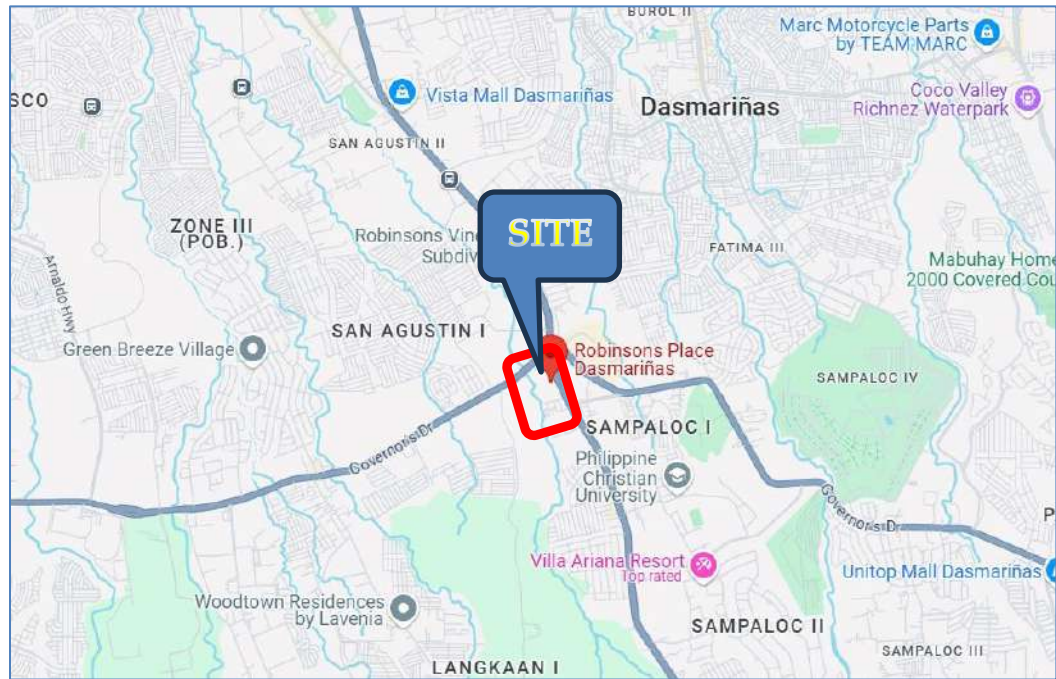 BUROL II
Marc Motorcycle Parts
by TEAM MARC
SCO
Vista Mall Dasmariñas
Dasmariñas
Coco Valley
Richnez Waterpark
SAN AGUSTIN II
ZONE III
(POB.)
Robinsons Vine
Subdiv
SITE
FATIMA III
Mabuhay Home
2000 Covered Cou
Arnaldo Hwy
SAN AGUSTIN I
Green Breeze Village
Robinsons Place
Dasmariñas
SAMPALOC IV
SAMPALOC I
Governor's Dr
Philippine
Christian
University
Governor's Dr
P
Villa Ariana Resort
Top rated
Unitop Mall Dasmariñas
Woodtown Residences
by Lavenia
SAMPALOC II
SAMPALOC III
LANGKAAN I